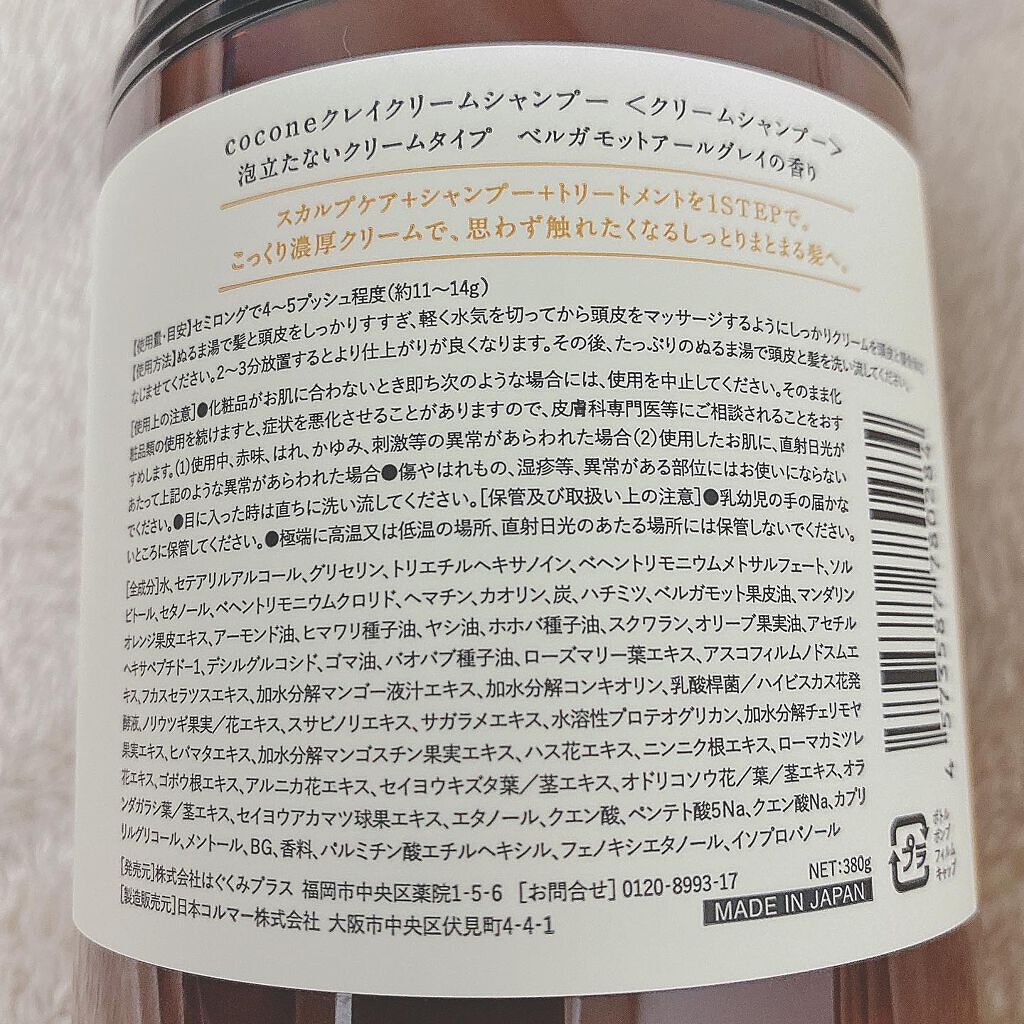 coconeクレイクリームシャンプー <クリームシャンプー>
泡立たないクリームタイプ ベルガモットアールグレイの香り
スカルプケア+シャンプー+トリートメントを1STEPで。
こっくり濃厚クリームで、思わず触れたくなるしっとりまとまる髪へ。
【使用量・目安】セミロングで4〜5プッシュ程度(約11〜14g)
【使用方法】ぬるま湯で髪と頭皮をしっかりすすぎ、軽く水気を切ってから頭皮をマッサージするようにしっかりクリームを頭皮と
なじませてください。2〜3分放置するとより仕上がりが良くなります。その後、たっぷりのぬるま湯で頭皮と髪を洗い流してください。
[使用上の注意]●化粧品がお肌に合わないとき即ち次のような場合には、使用を中止してください。そのまま化
粧品類の使用を続けますと、症状を悪化させることがありますので、皮膚科専門医等にご相談されることをおす
すめします。(1)使用中、赤味、はれ、かゆみ、刺激等の異常があらわれた場合(2)使用したお肌に、直射日光が
あたって上記のような異常があらわれた場合●傷やはれもの、湿疹等、異常がある部位にはお使いにならない
でください。●目に入った時は直ちに洗い流してください。[保管及び取扱い上の注意]●乳幼児の手の届かな
いところに保管してください。●極端に高温又は低温の場所、直射日光のあたる場所には保管しないでください。
[全成分]水、セテアリルアルコール、グリセリン、トリエチルヘキサノイン、ベヘントリモニウムメトサルフェート、ソル
ビトール、セタノール、ベヘントリモニウムクロリド、ヘマチン、カオリン、炭、ハチミツ、ベルガモット果皮油、マンダリン
オレンジ果皮エキス、アーモンド油、ヒマワリ種子油、ヤシ油、ホホバ種子油、スクワラン、オリーブ果実油、アセチル
ヘキサペプチド-1、デシルグルコシド、ゴマ油、バオバブ種子油、ローズマリー葉エキス、アスコフィルムノドスムエ
キス、フカスセラツスエキス、加水分解マンゴー液汁エキス、加水分解コンキオリン、乳酸桿菌/ハイビスカス花発
酵液、ノリウツギ果実/花エキス、スサビノリエキス、サガラメエキス、水溶性プロテオグリカン、加水分解チェリモヤ
果実エキス、ヒバマタエキス、加水分解マンゴスチン果実エキス、ハス花エキス、ニンニク根エキス、ローマカミツレ
花エキス、ゴボウ根エキス、アルニカ花エキス、セイヨウキズタ葉/茎エキス、オドリコソウ花/葉/茎エキス、オラ
ンダガラシ葉/茎エキス、セイヨウアカマツ球果エキス、エタノール、クエン酸、ペンテト酸5Na、クエン酸Na、カプリ
リルグリコール、メントール、BG、香料、パルミチン酸エチルヘキシル、フェノキシエタノール、イソプロパノール
[発売元]株式会社はぐくみプラス 福岡市中央区薬院1-5-6 [お問合せ]0120-8993-17
[製造販売元]日本コルマー株式会社 大阪市中央区伏見町4-4-1
NET:380g
MADE IN JAPAN
プラ
ボトル
ポンプ
フィルム
キャップ